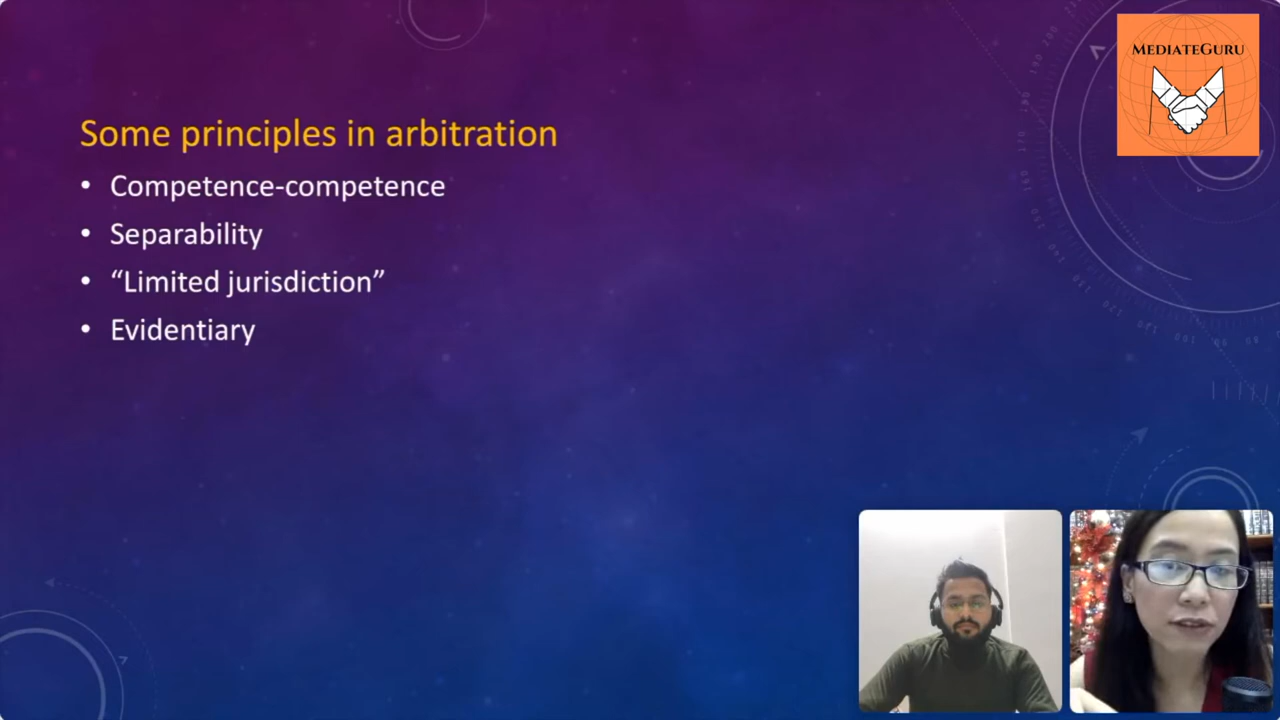 MEDIATEGURU
Some principles in arbitration
• Competence-competence
• Separability
• “Limited jurisdiction”
• Evidentiary